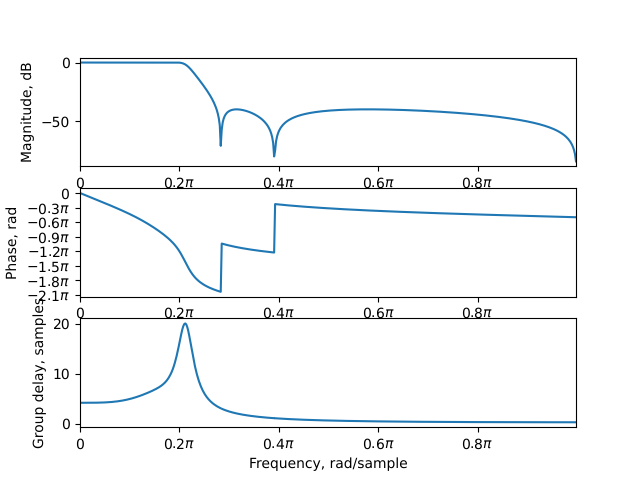 Magnitude, dB
0
−50
0 0.2π 0.4π 0.6π 0.8π
Phase, rad
0
−0.3π
−0.6π
−0.9π
−1.2π
−1.5π
−1.8π
−2.1π
0 0.2π 0.4π 0.6π 0.8π
Group delay, samples
20
10
0
0 0.2π 0.4π 0.6π 0.8π
Frequency, rad/sample